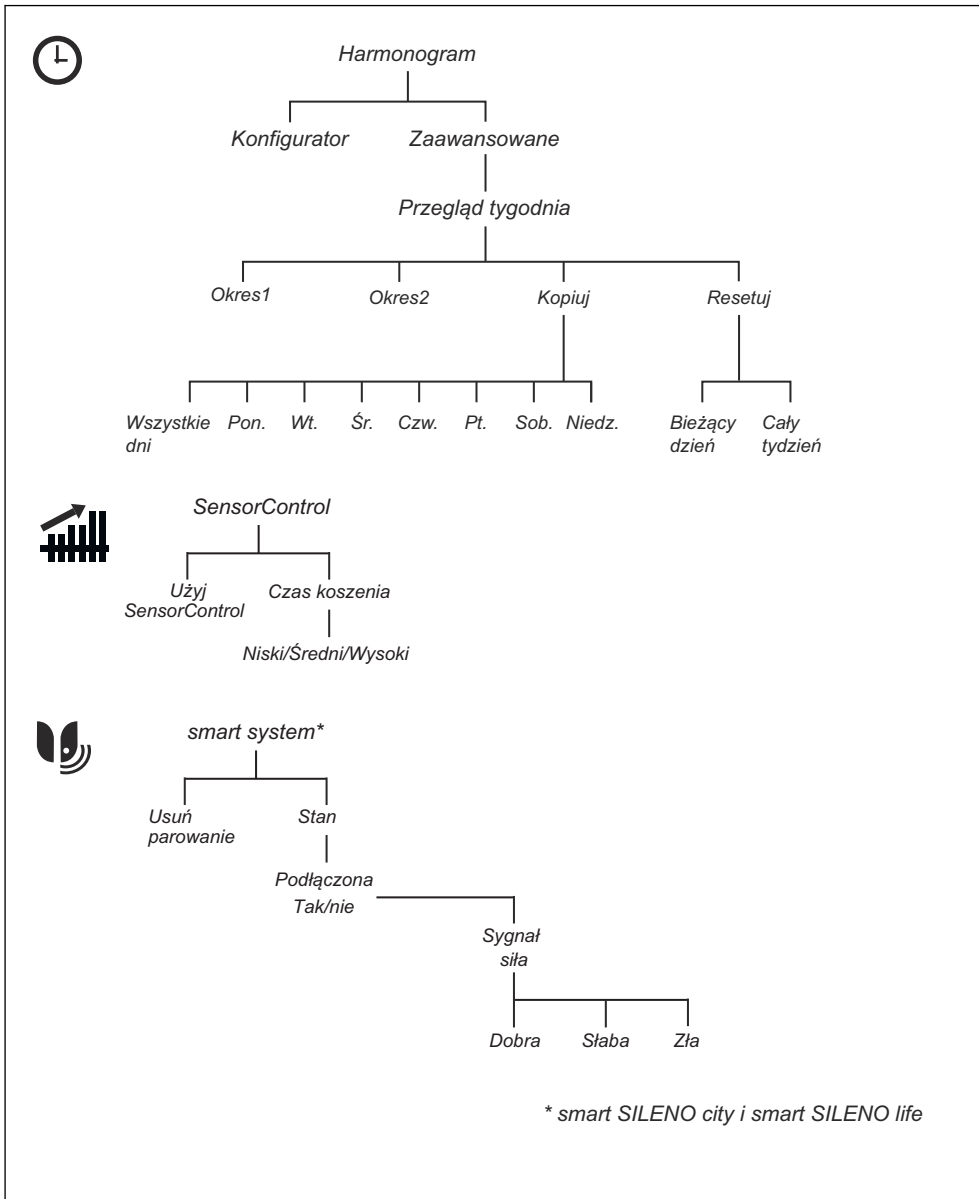 Harmonogram
Konfigurator Zaawansowane
Przegląd tygodnia
Okres1 Okres2 Kopiuj Resetuj
Wszystkie dni Pon. Wt. Śr. Czw. Pt. Sob. Niedz. Bieżący dzień Cały tydzień
SensorControl
Użyj SensorControl Czas koszenia
Niski/Średni/Wysoki
smart system*
Usuń parowanie Stan
Podłączona
Tak/nie
Sygnał
siła
Dobra Słaba Zła
* smart SILENO city i smart SILENO life